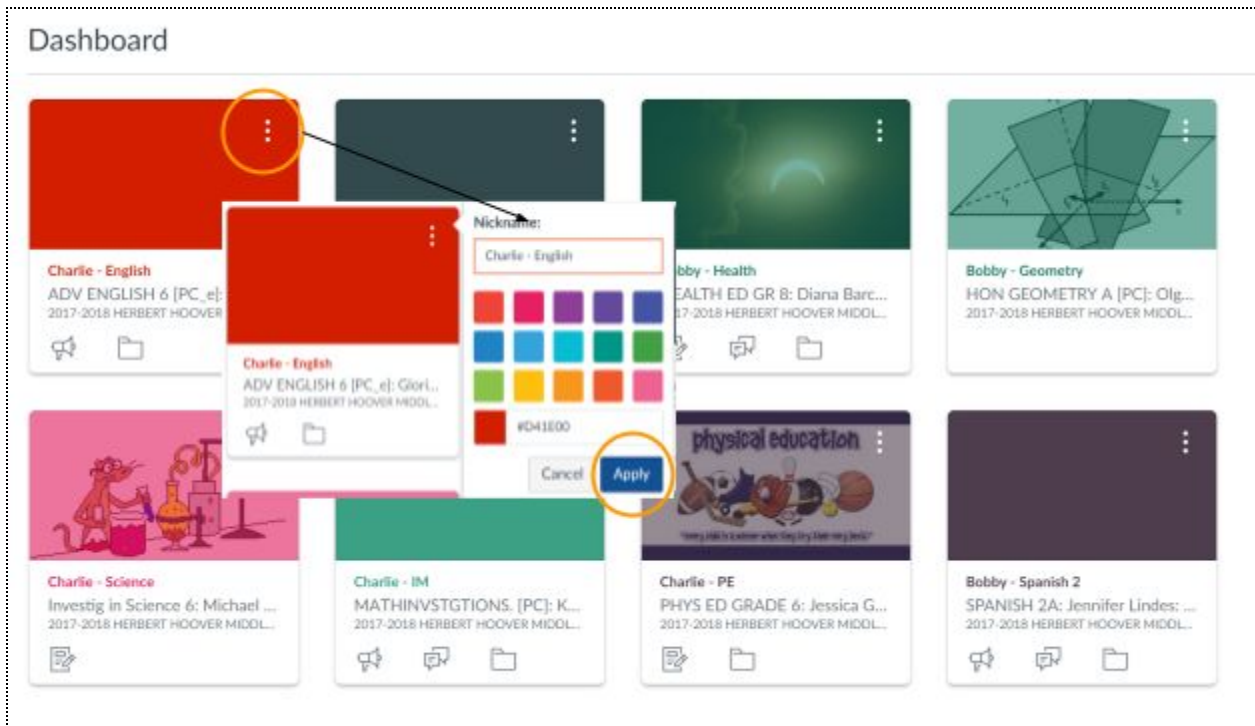 Dashboard
Charlie - English
ADV ENGLISH 6 [PC_e]:
2017-2018 HERBERT HOOVER
Nickname:
Charlie - English
Charlie - English
ADV ENGLISH 6 [PC_e]: Glori...
2017-2018 HERBERT HOOVER MIDDL...
#D41E00
Cancel
Apply
bby - Health
EALTH ED GR 8: Diana Barc...
17-2018 HERBERT HOOVER MIDDL...
Bobby - Geometry
HON GEOMETRY A [PC]: Olg...
2017-2018 HERBERT HOOVER MIDDL...
Charlie - Science
Investig in Science 6: Michael ...
2017-2018 HERBERT HOOVER MIDDL...
Charlie - IM
MATHINVSTGTIONS. [PC]: K...
2017-2018 HERBERT HOOVER MIDDL...
physical education
Charlie - PE
PHYS ED GRADE 6: Jessica G...
2017-2018 HERBERT HOOVER MIDDL...
Bobby - Spanish 2
SPANISH 2A: Jennifer Lindes: ...
2017-2018 HERBERT HOOVER MIDDL...